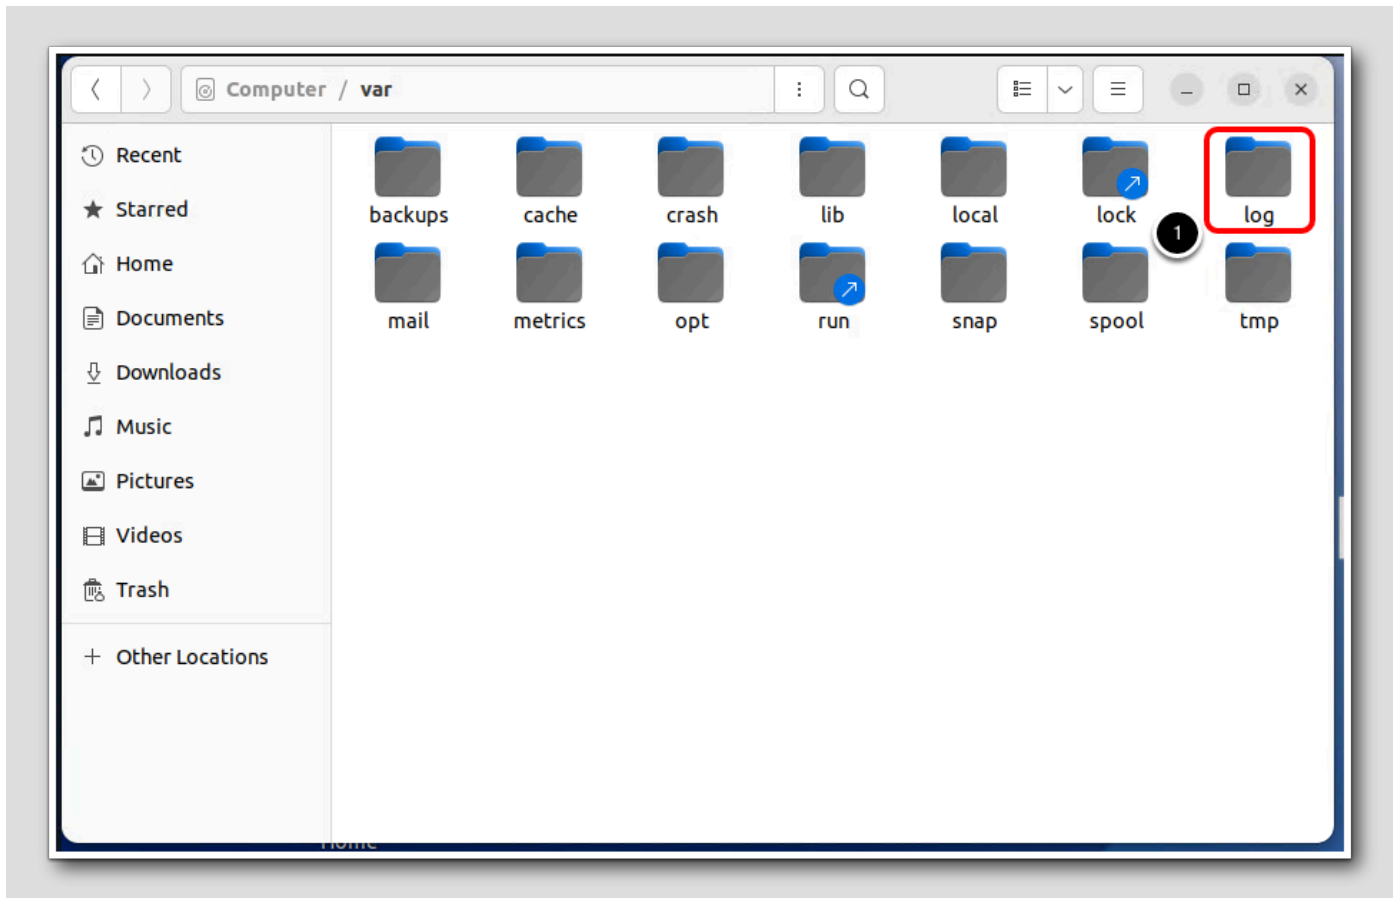 Computer / var
Recent
Starred
Home
Documents
Downloads
Music
Pictures
Videos
Trash
Other Locations
backups cache crash lib local lock log
1
mail metrics opt run snap spool tmp
Home